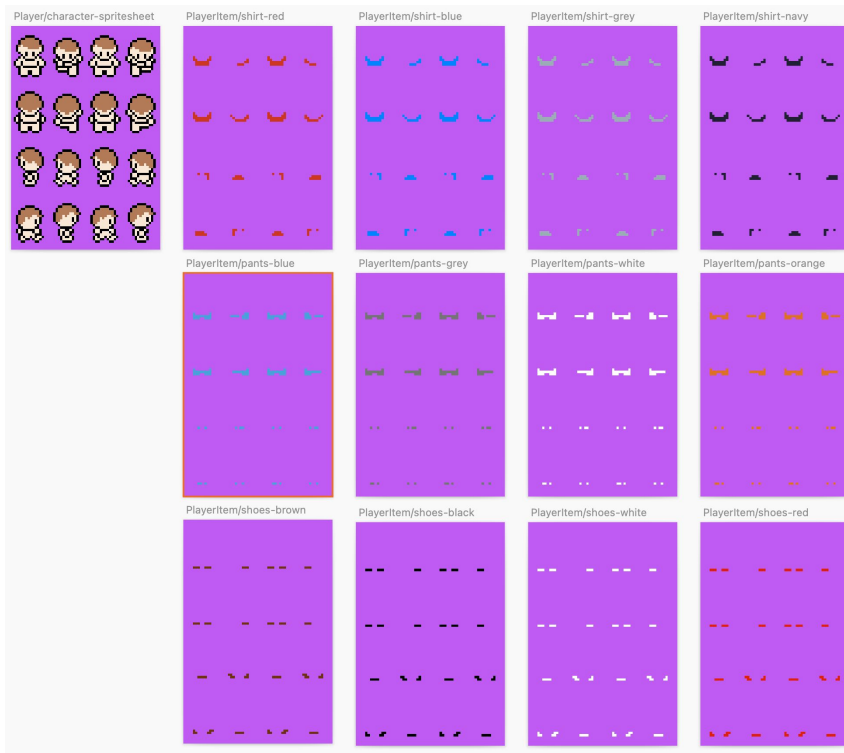 Player/character-spritesheet
PlayerItem/shirt-red
PlayerItem/shirt-blue
PlayerItem/shirt-grey
PlayerItem/shirt-navy
PlayerItem/pants-blue
PlayerItem/pants-grey
PlayerItem/pants-white
PlayerItem/pants-orange
PlayerItem/shoes-brown
PlayerItem/shoes-black
PlayerItem/shoes-white
PlayerItem/shoes-red